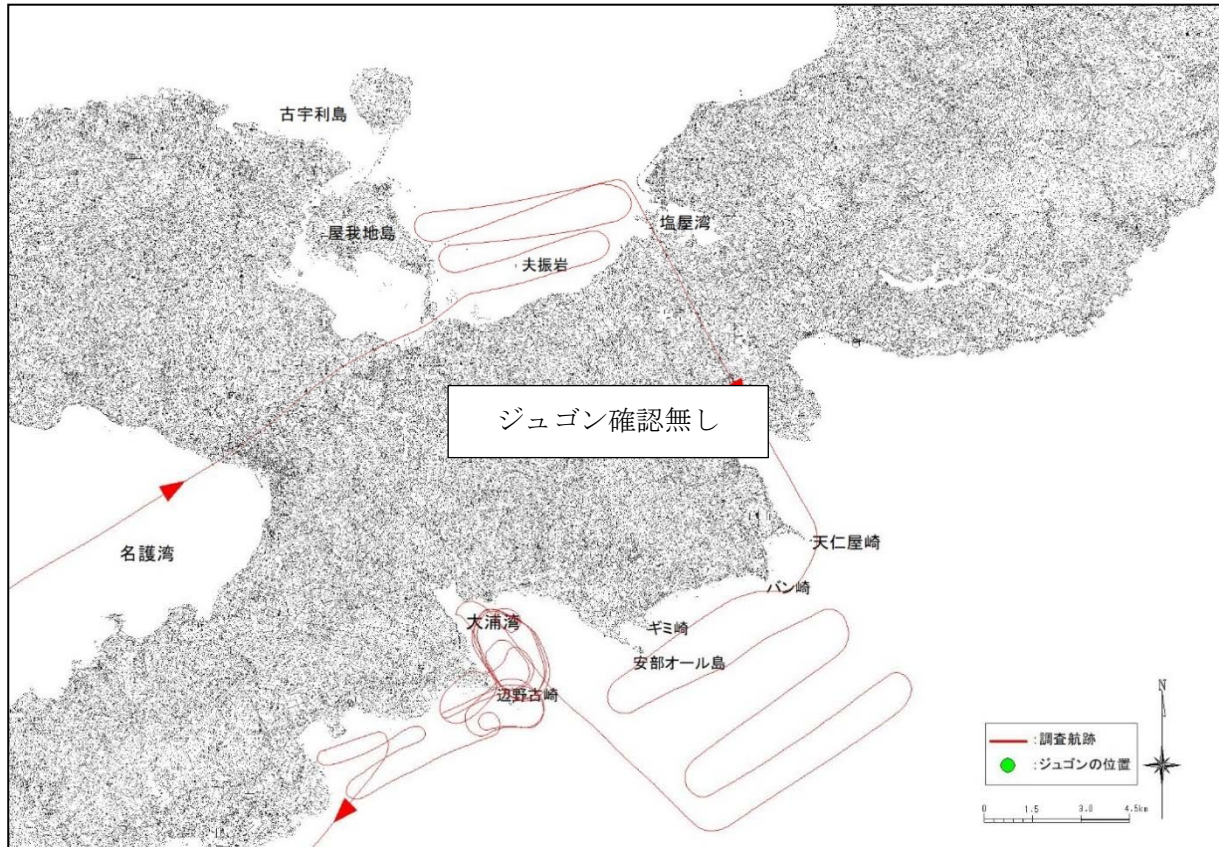 古宇利島
屋我地島
塩屋湾
夫振岩
ジュゴン確認無し
名護湾
天仁屋崎
バン崎
大浦湾
ギミ崎
安部オール島
辺野古崎
N
:調査航跡
:ジュゴンの位置
0 1.5 3.0 4.5km